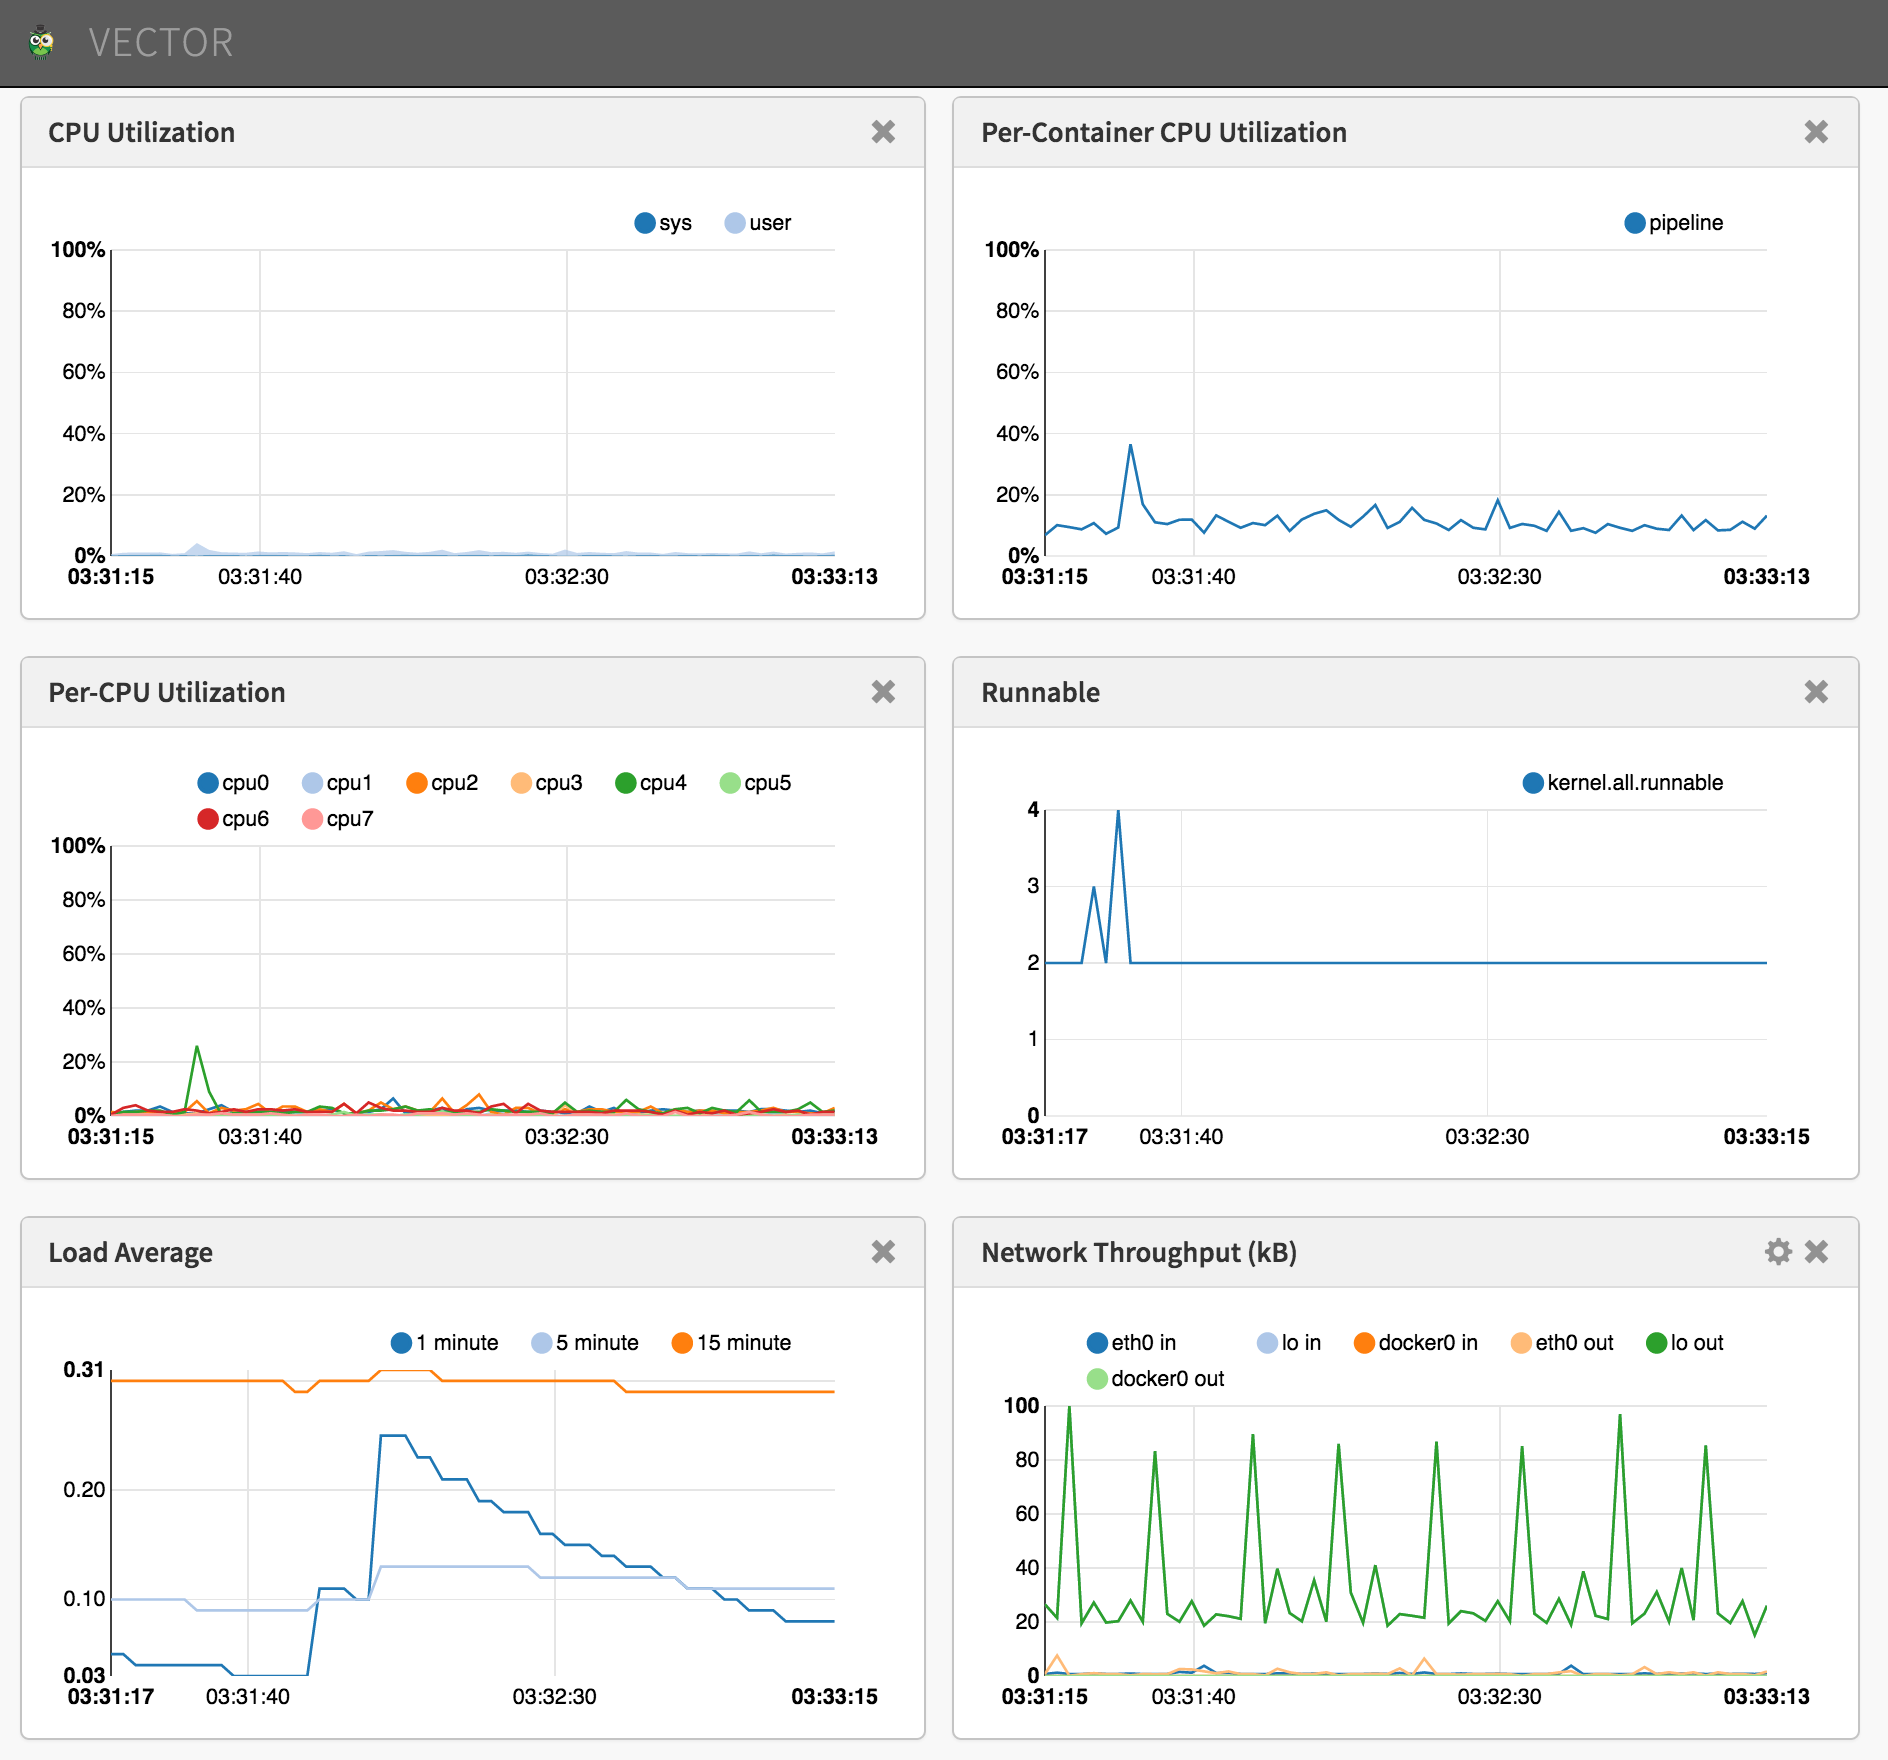 VECTOR
CPU Utilization
sys user
100%
80%
60%
40%
20%
0%
03:31:15 03:31:40 03:32:30 03:33:13
Per-Container CPU Utilization
pipeline
100%
80%
60%
40%
20%
0%
03:31:15 03:31:40 03:32:30 03:33:13
Per-CPU Utilization
cpu0 cpu1 cpu2 cpu3 cpu4 cpu5
cpu6 cpu7
100%
80%
60%
40%
20%
0%
03:31:15 03:31:40 03:32:30 03:33:13
Runnable
kernel.all.runnable
4
3
2
1
0
03:31:17 03:31:40 03:32:30 03:33:15
Load Average
1 minute 5 minute 15 minute
0.31
0.20
0.10
0.03
03:31:17 03:31:40 03:32:30 03:33:15
Network Throughput (kB)
eth0 in lo in docker0 in eth0 out lo out
docker0 out
100
80
60
40
20
0
03:31:15 03:31:40 03:32:30 03:33:13